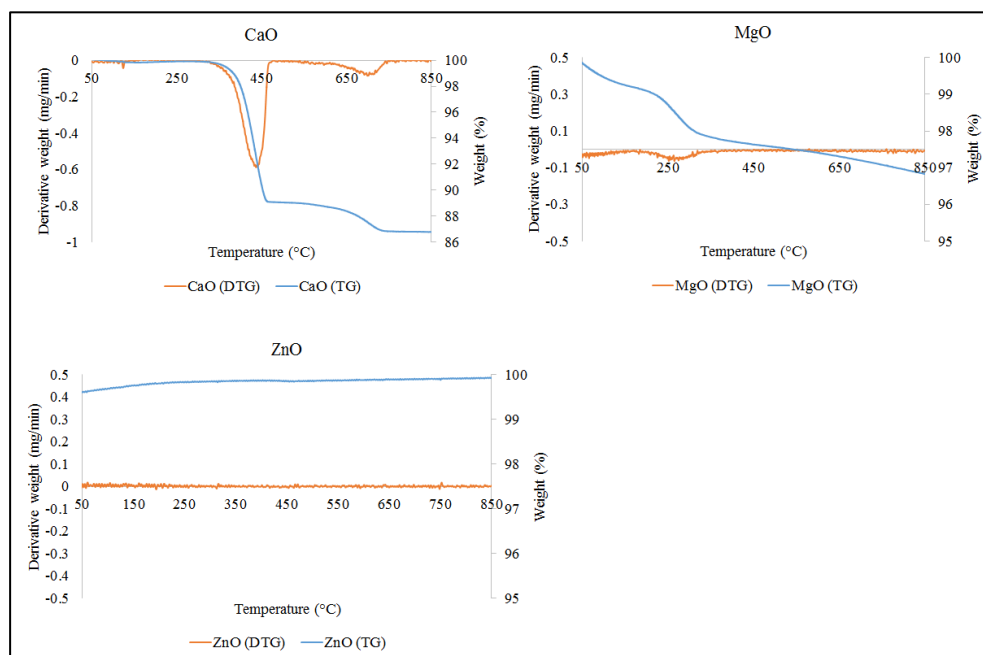 CaO
0
-0.2
-0.4
-0.6
-0.8
-1
Derivative weight (mg/min)
50 250 450 650 850
100
98
96
94
92
90
88
86
Weight (%)
Temperature (°C)
CaO (DTG) CaO (TG)
MgO
0.5
0.3
0.1
-0.1
-0.3
-0.5
Derivative weight (mg/min)
50 250 450 650 850
100
99
98
97
96
95
Weight (%)
Temperature (°C)
MgO (DTG) MgO (TG)
ZnO
0.5
0.4
0.3
0.2
0.1
0
-0.1
-0.2
-0.3
-0.4
-0.5
Derivative weight (mg/min)
50 150 250 350 450 550 650 750 850
100
99
98
97
96
95
Weight (%)
Temperature (°C)
ZnO (DTG) ZnO (TG)